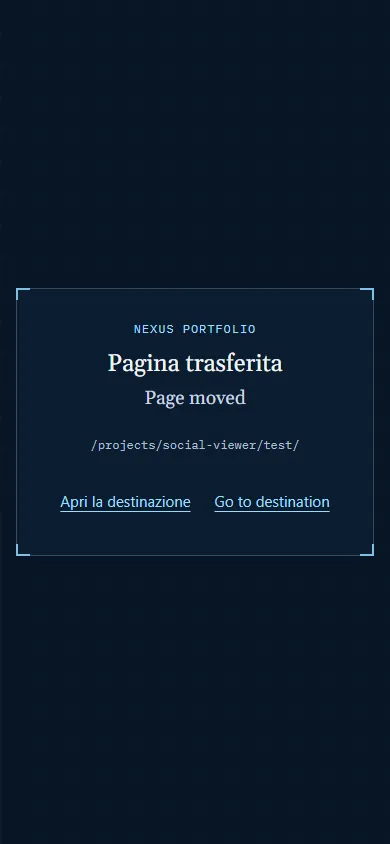 NEXUS PORTFOLIO
Pagina trasferita
Page moved
/projects/social-viewer/test/
Apri la destinazione Go to destination